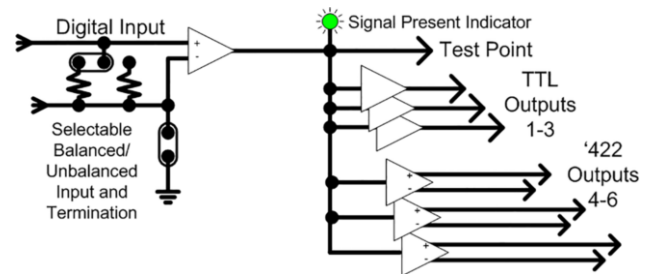 Digital Input
Signal Present Indicator
+
-
Test Point
TTL
Outputs
1-3
Selectable
Balanced/
Unbalanced
Input and
Termination
'422
Outputs
4-6
+
-
+
-
+
-